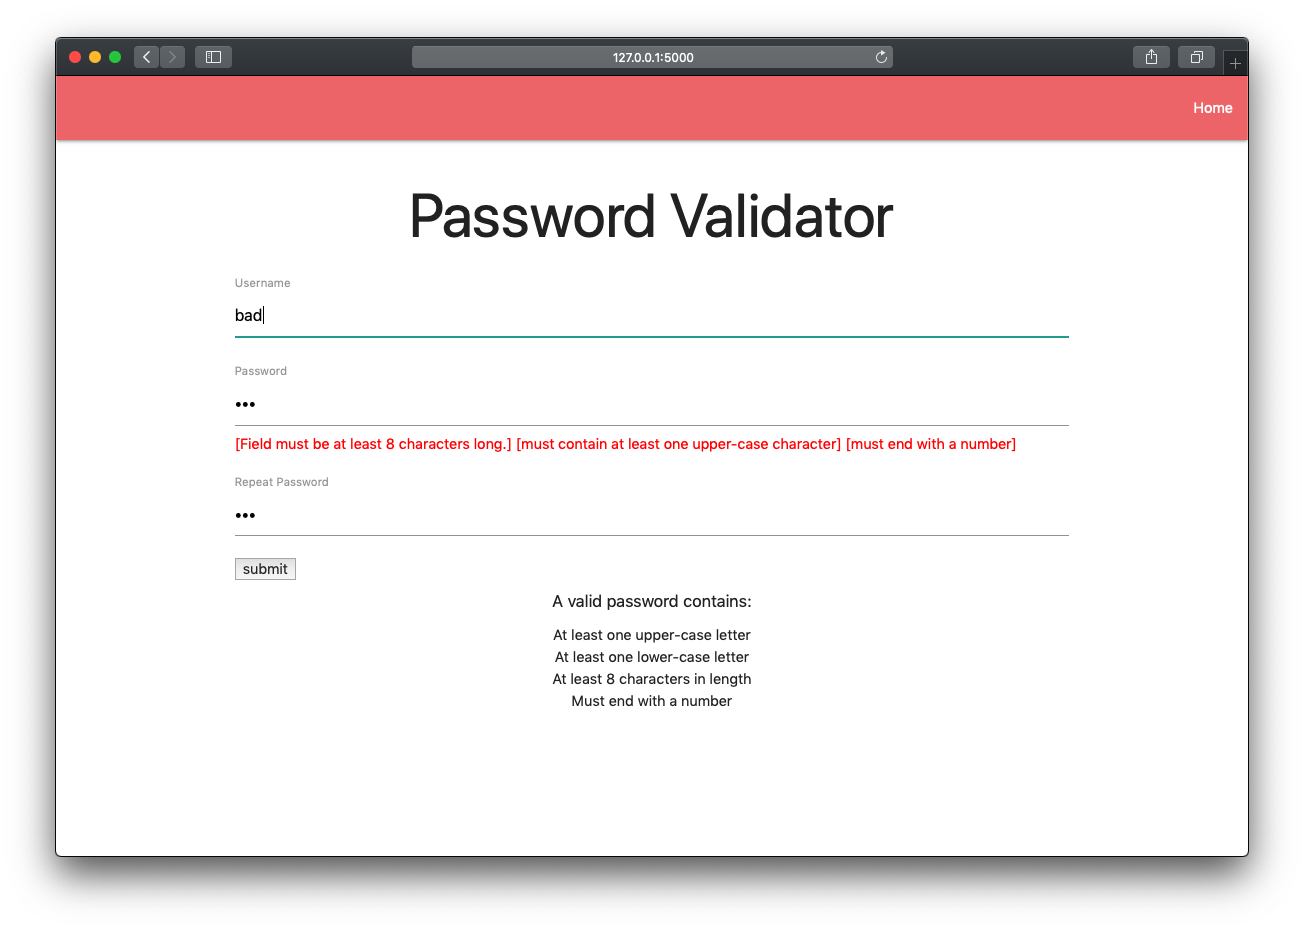 127.0.0.1:5000
Home
Password Validator
Username
bad
Password
•••
[Field must be at least 8 characters long.] [must contain at least one upper-case character] [must end with a number]
Repeat Password
•••
submit
A valid password contains:
At least one upper-case letter
At least one lower-case letter
At least 8 characters in length
Must end with a number